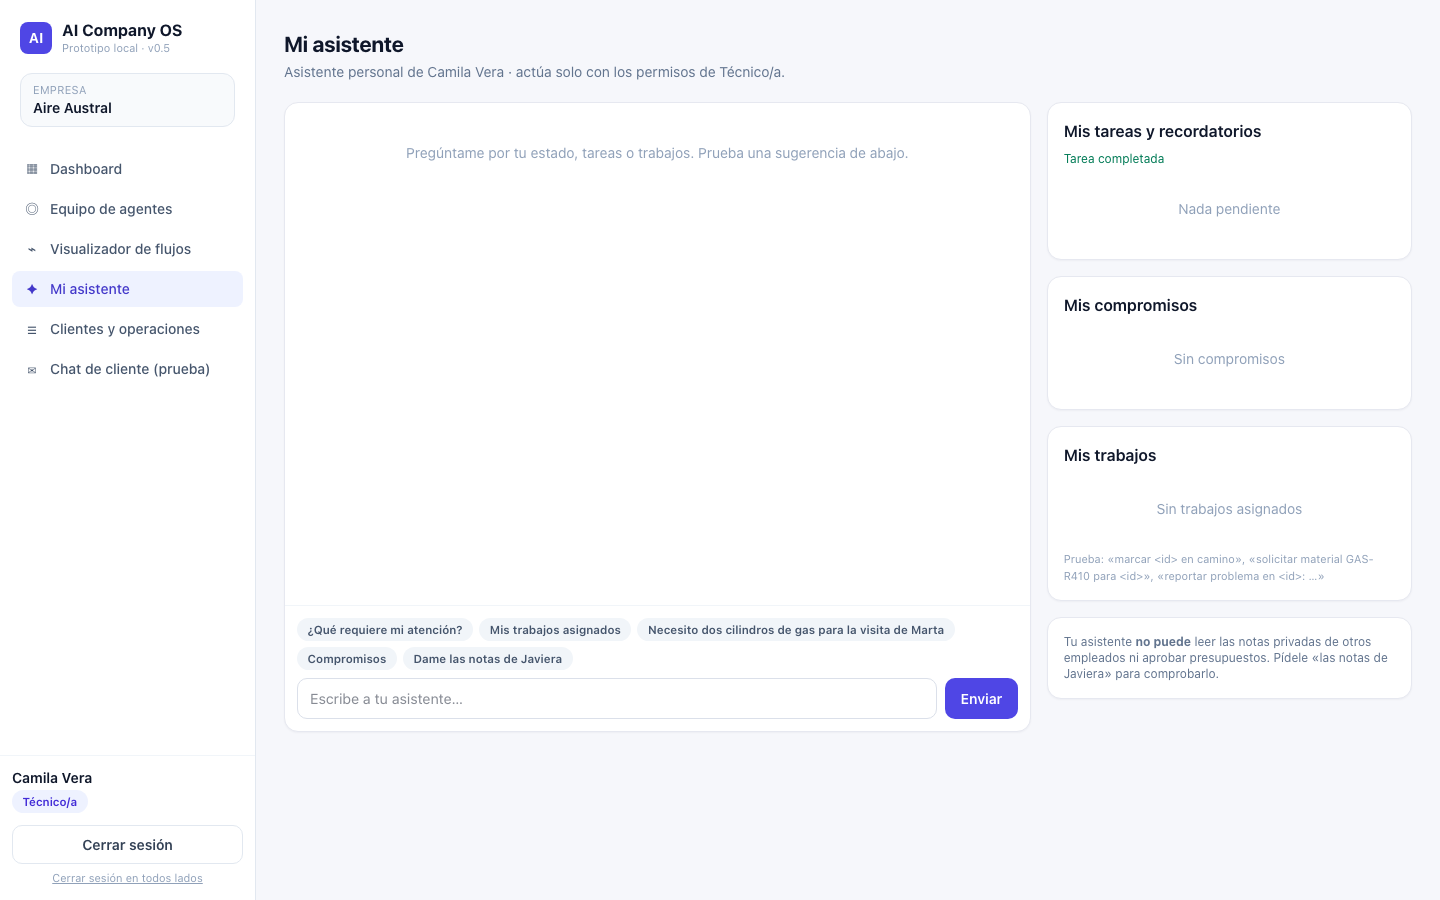 AI
AI Company OS
Prototipo local · v0.5
EMPRESA
Aire Austral
Dashboard
Equipo de agentes
Visualizador de flujos
Mi asistente
Clientes y operaciones
Chat de cliente (prueba)
Camila Vera
Técnico/a
Cerrar sesión
Cerrar sesión en todos lados
Mi asistente
Asistente personal de Camila Vera · actúa solo con los permisos de Técnico/a.
Pregúntame por tu estado, tareas o trabajos. Prueba una sugerencia de abajo.
¿Qué requiere mi atención?
Mis trabajos asignados
Necesito dos cilindros de gas para la visita de Marta
Compromisos
Dame las notas de Javiera
Escribe a tu asistente...
Enviar
Mis tareas y recordatorios
Tarea completada
Nada pendiente
Mis compromisos
Sin compromisos
Mis trabajos
Sin trabajos asignados
Prueba: «marcar <id> en camino», «solicitar material GAS-
R410 para <id>», «reportar problema en <id>: ...»
Tu asistente no puede leer las notas privadas de otros
empleados ni aprobar presupuestos. Pídele «las notas de
Javiera» para comprobarlo.